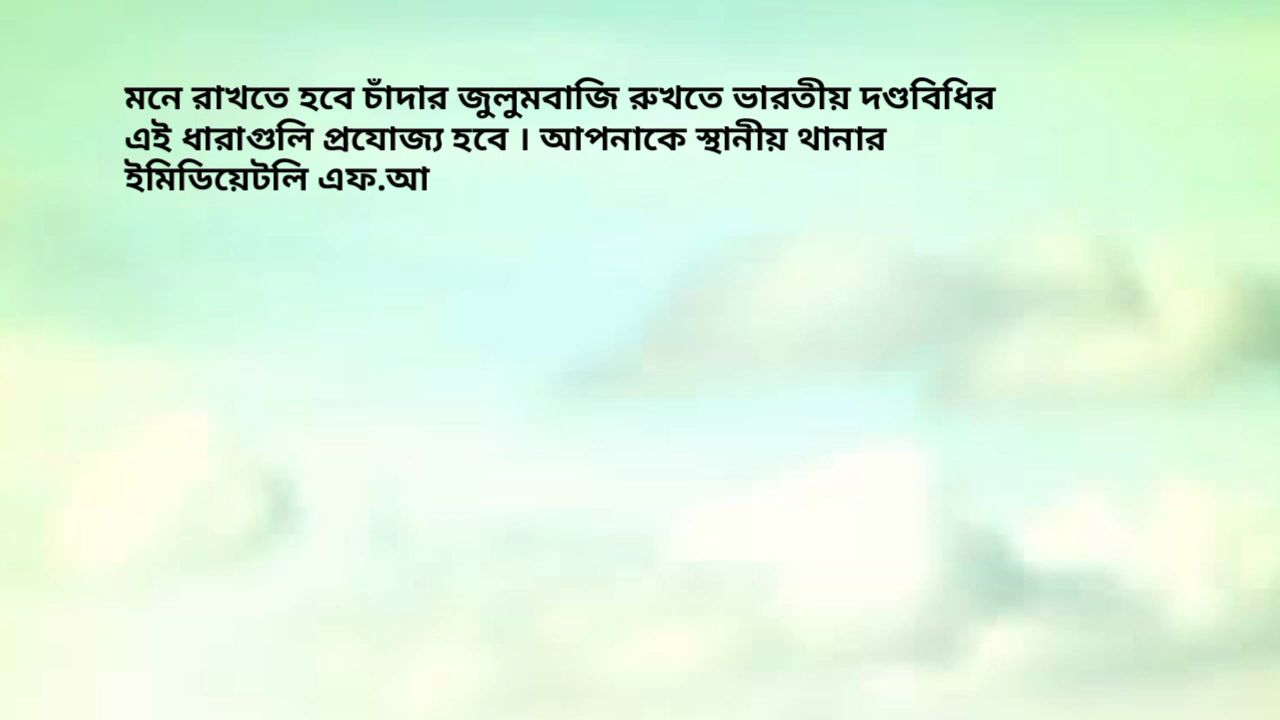 মনে রাখতে হবে চাঁদার জুলুমবাজি রুখতে ভারতীয় দণ্ডবিধির
এই ধারাগুলি প্রযোজ্য হবে । আপনাকে স্থানীয় থানার
ইমিডিয়েটলি এফ.আ